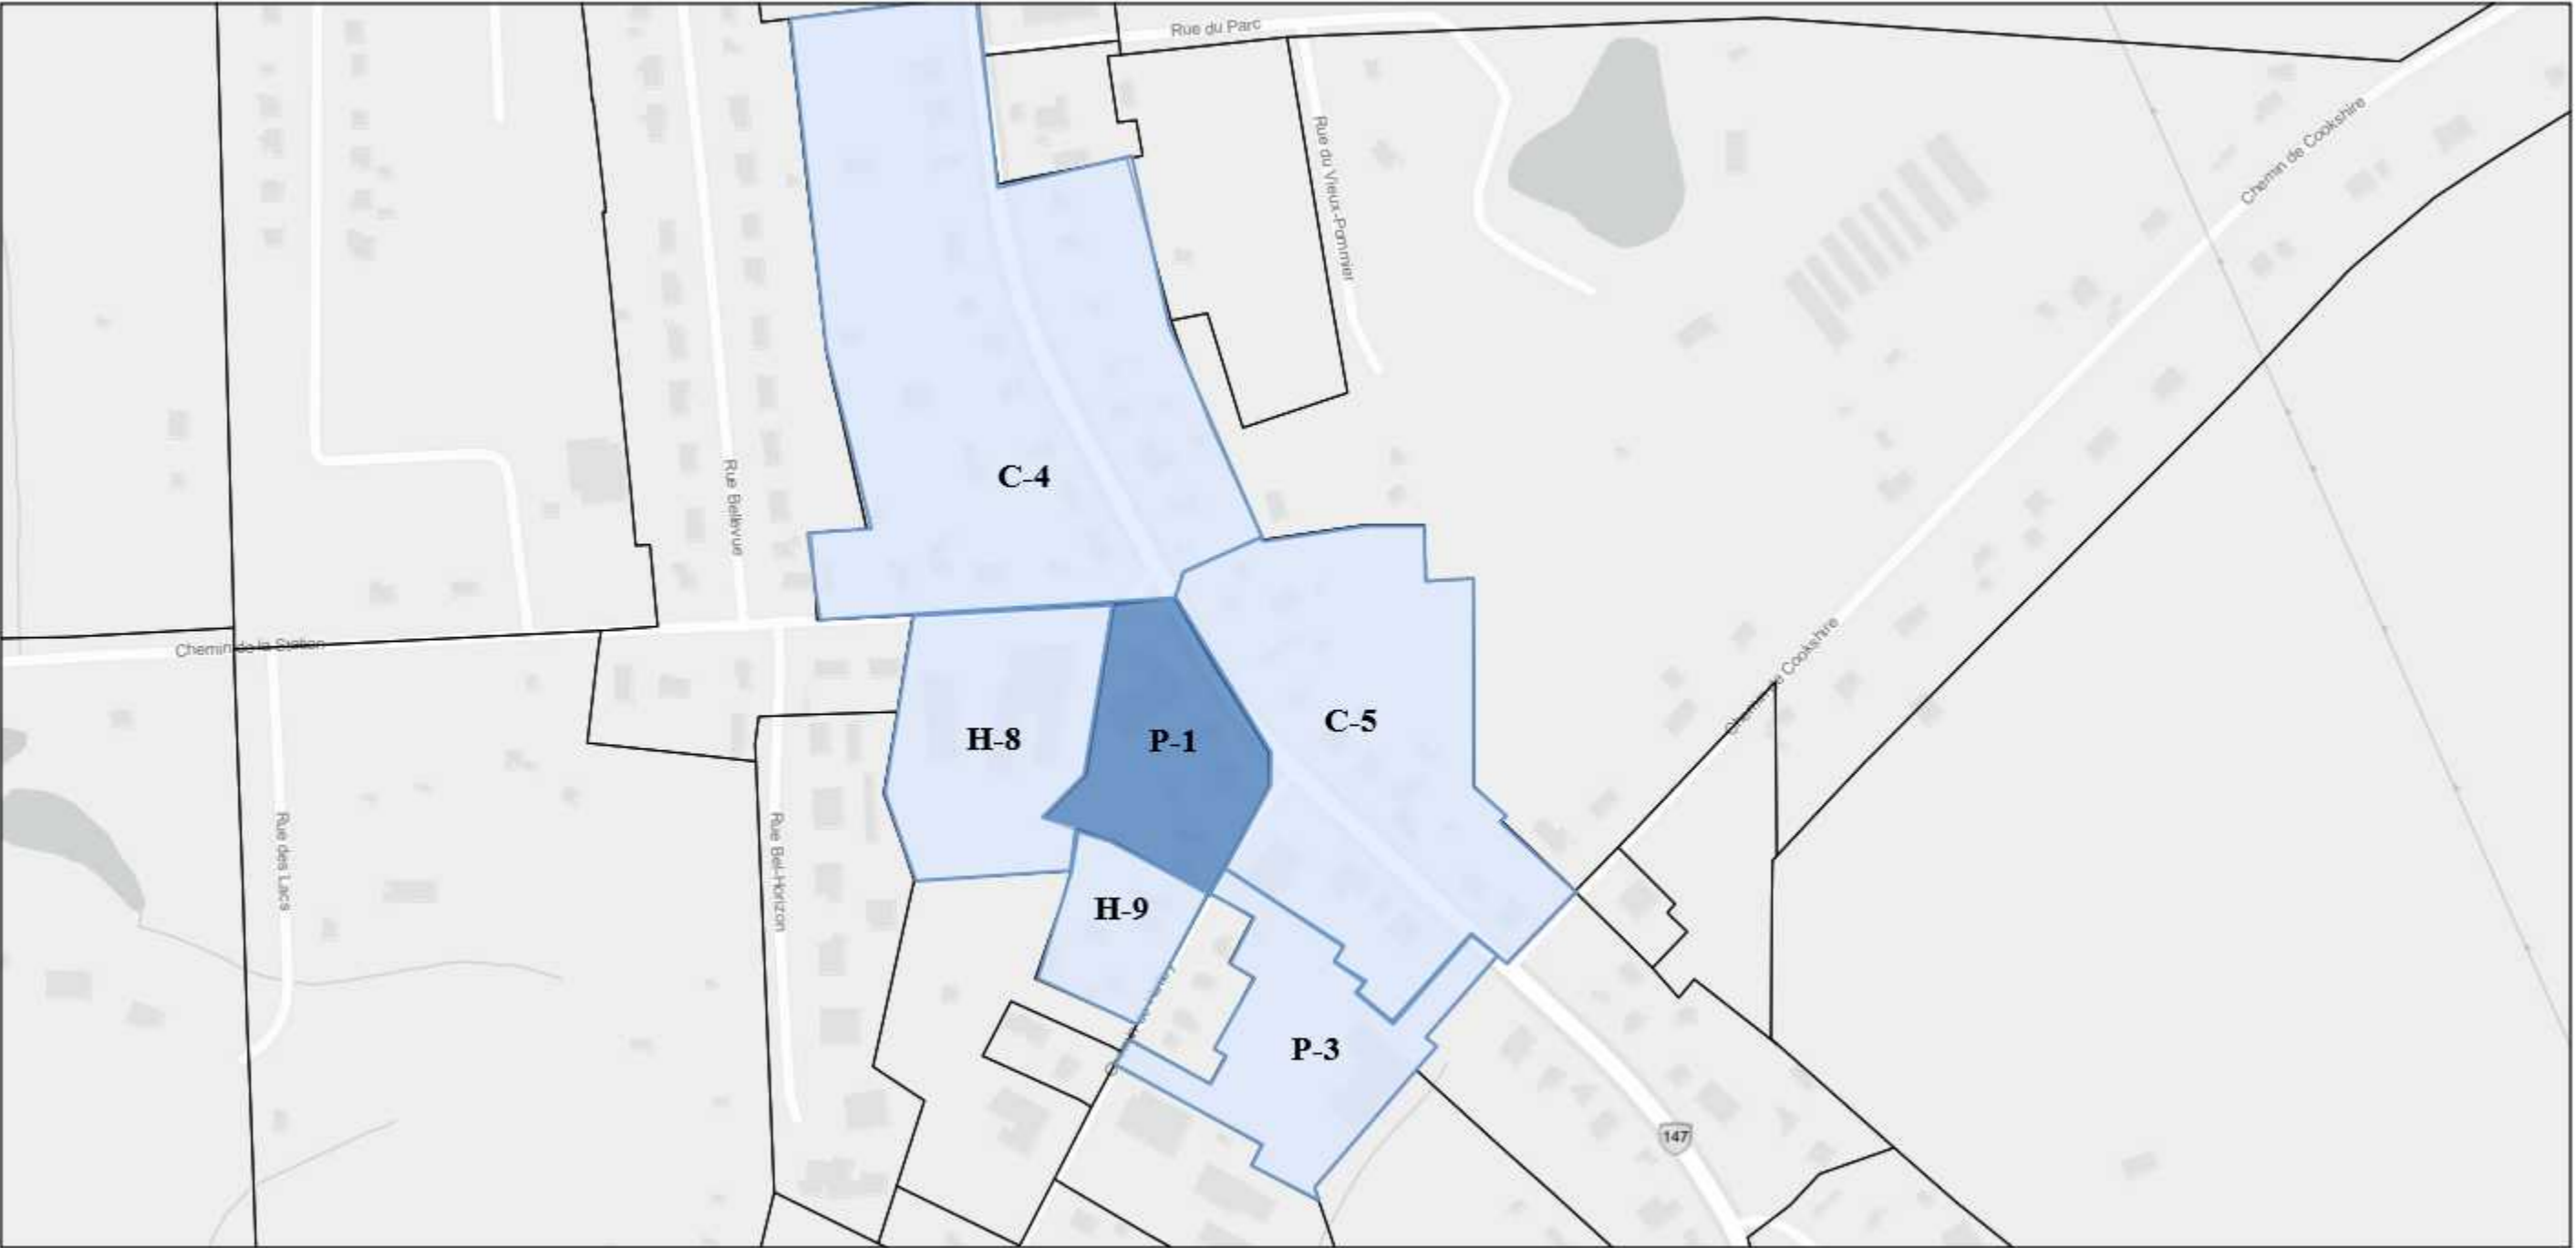 Rue du Parc
Rue du Vieux-Pommier
Chemin de Cookshire
C-4
Rue Bellevue
Chemin de la Station
Chemin de Cookshire
H-8
P-1
C-5
Rue des Lacs
Rue Bel-Horizon
H-9
P-3
147